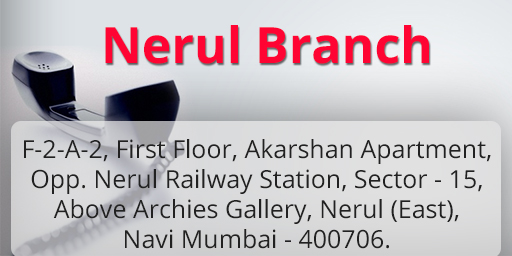 Nerul Branch
F-2-A-2, First Floor, Akarshan Apartment,
Opp. Nerul Railway Station, Sector - 15,
Above Archies Gallery, Nerul (East),
Navi Mumbai - 400706.